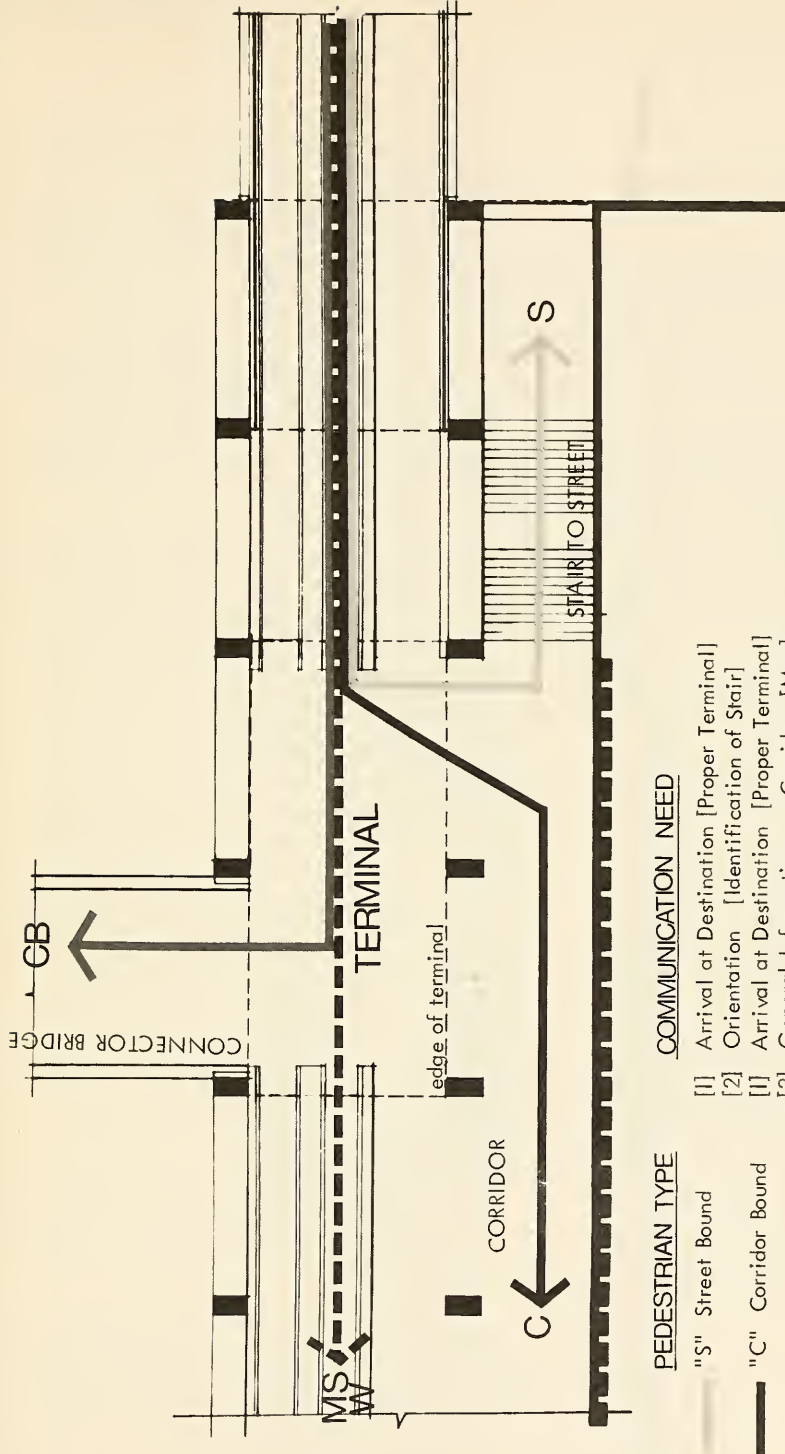 CB
CONNECTOR BRIDGE
TERMINAL
edge of terminal
MS
W
CORRIDOR
C
S
STAIR TO STREET
PEDESTRIAN TYPE
COMMUNICATION NEED
"S" Street Bound
[1] Arrival at Destination [Proper Terminal]
[2] Orientation [Identification of Stair]
"C" Corridor Bound
[1] Arrival at Destination [Proper Terminal]
[2]